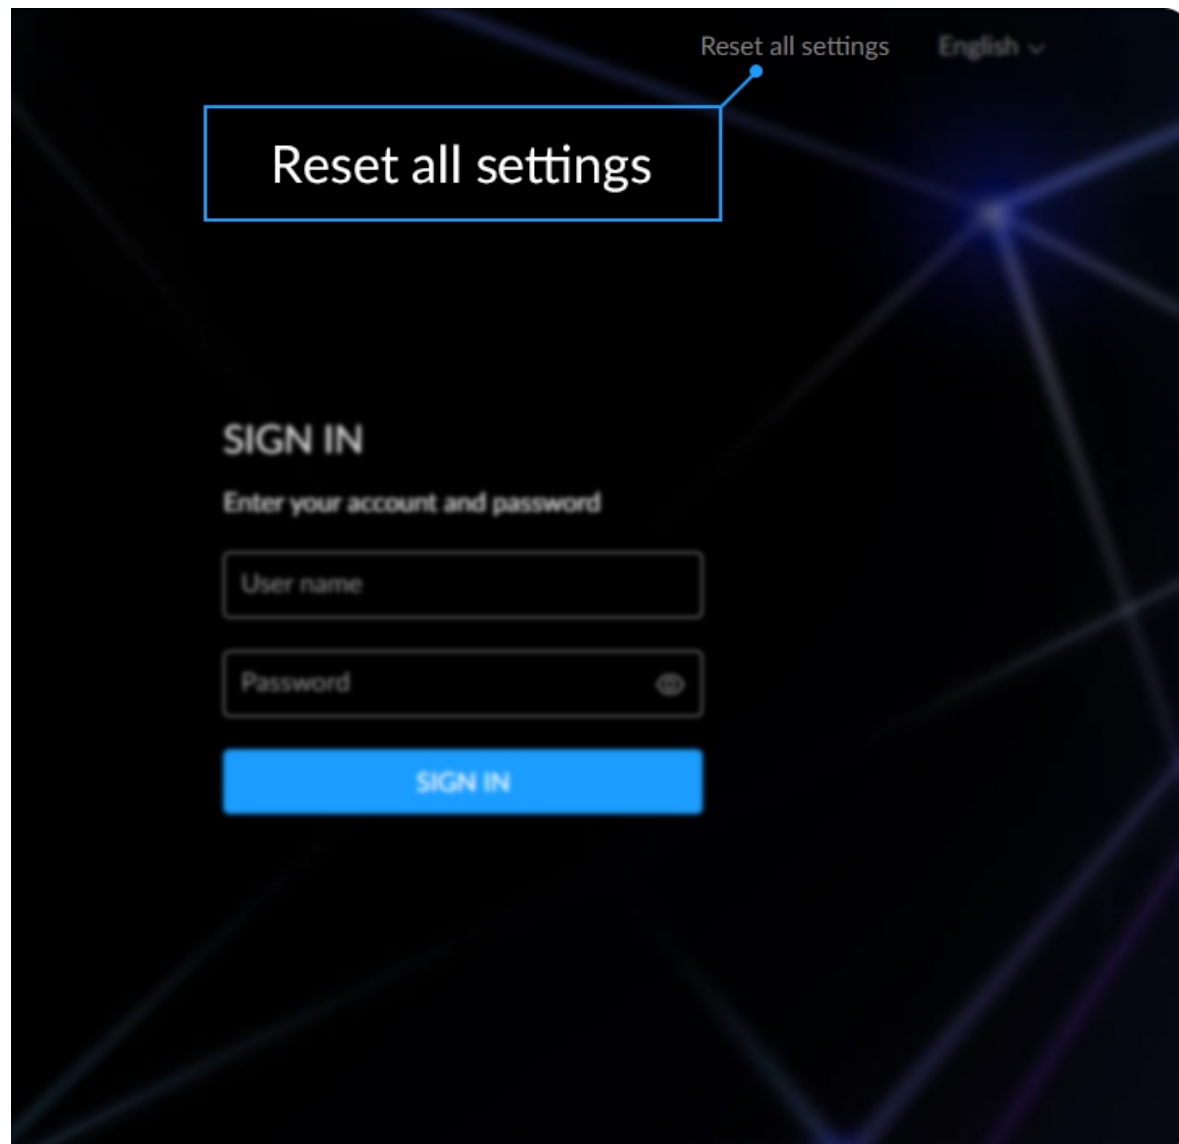 Reset all settings
English
Reset all settings
SIGN IN
Enter your account and password
User name
Password
SIGN IN